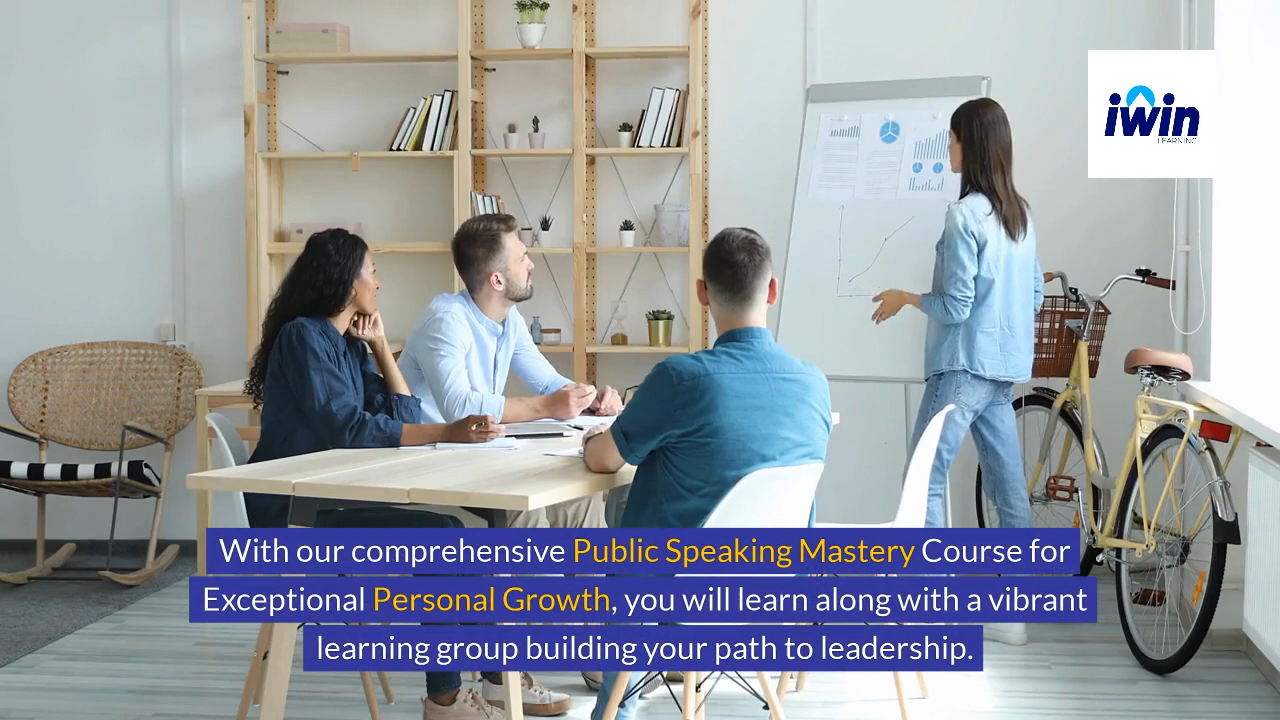 iwin
LEARNING
With our comprehensive Public Speaking Mastery Course for
Exceptional Personal Growth, you will learn along with a vibrant
learning group building your path to leadership.